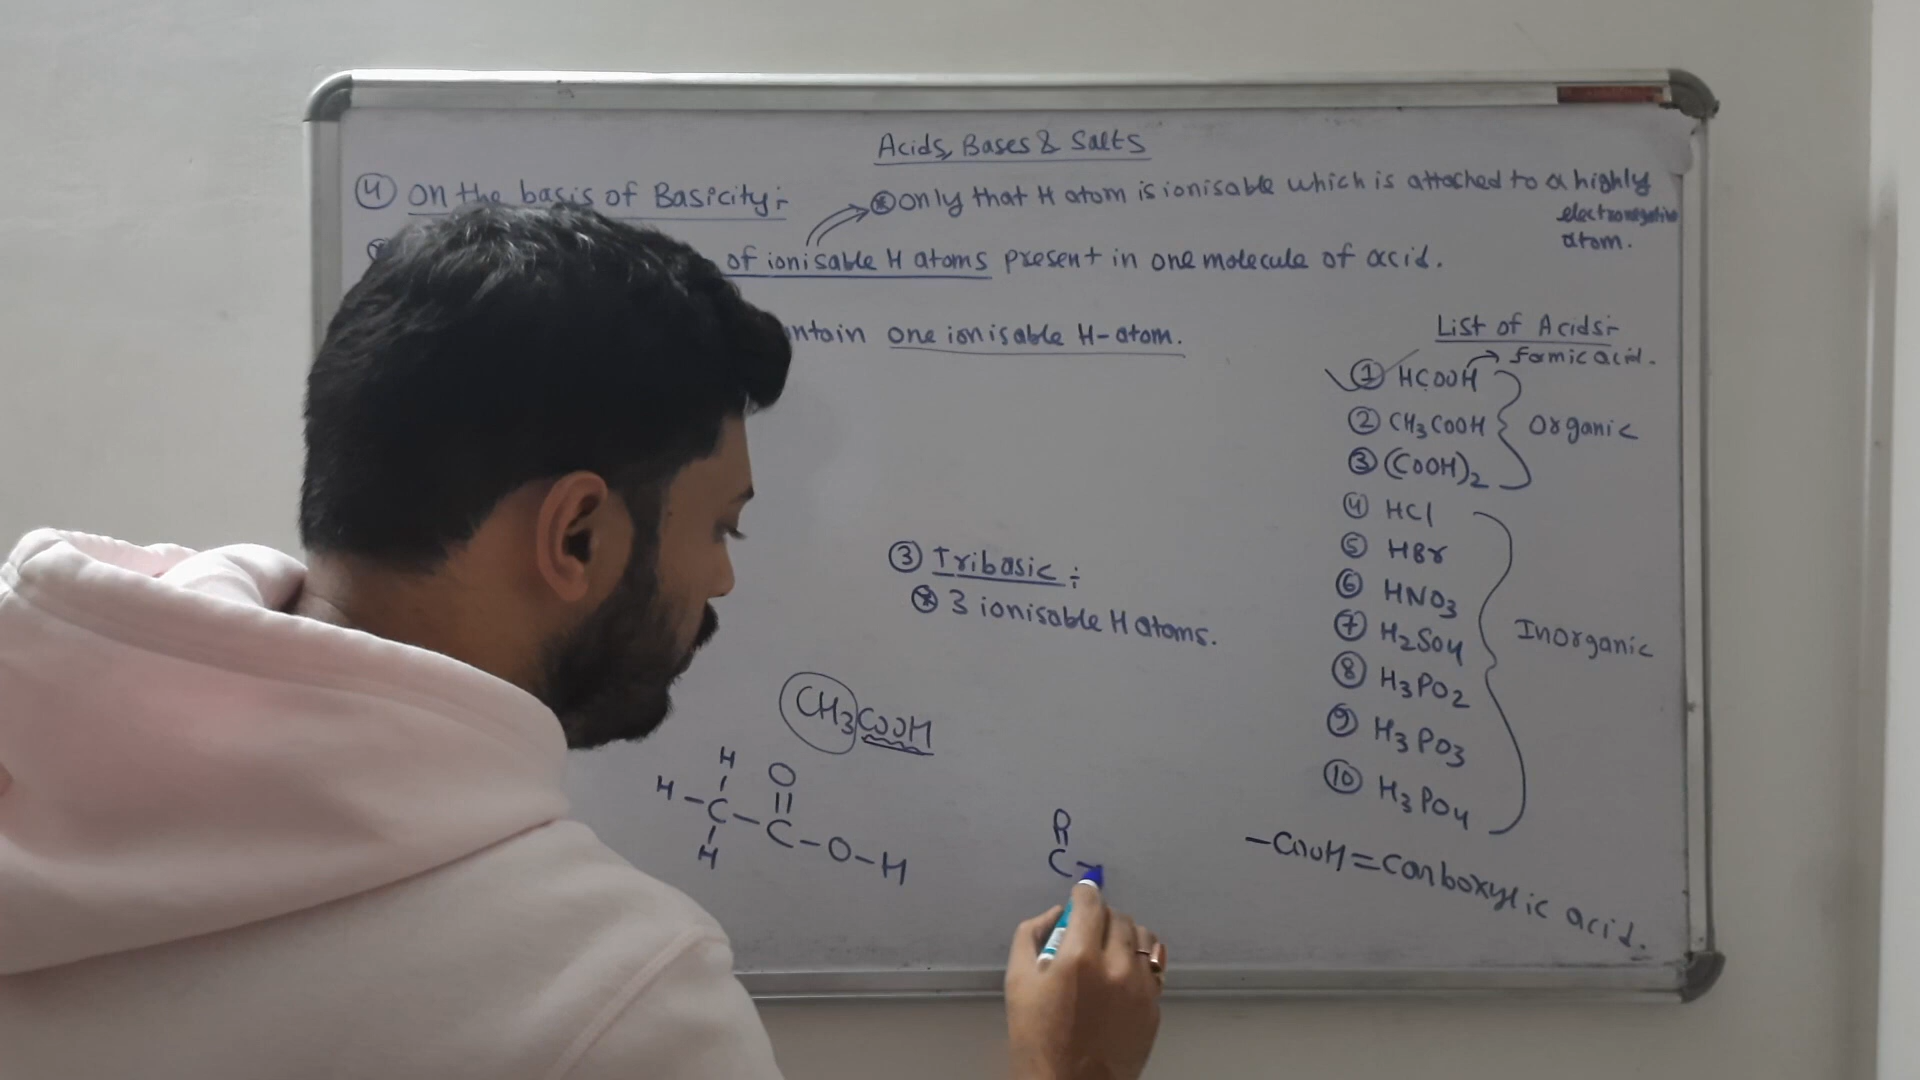 Acids, Bases & Salts
④ On the basis of Basicity:-
⊛ only that H atom is ionisable which is attached to a highly
electronegative
atom.
of ionisable H atoms present in one molecule of acid.
ntain one ionisable H-atom.
List of Acids:-
① HCOOH → formic acid.
② CH3COOH
③ (COOH)2
Organic
④ HCl
⑤ HBr
⑥ HNO3
⑦ H2SO4
⑧ H3PO2
⑨ H3PO3
⑩ H3PO4
Inorganic
③ Tribasic :-
⊛ 3 ionisable H atoms.
CH3COOH
H O
H-C-C-O-H
H
R
C-
-COOH = Carboxylic acid.